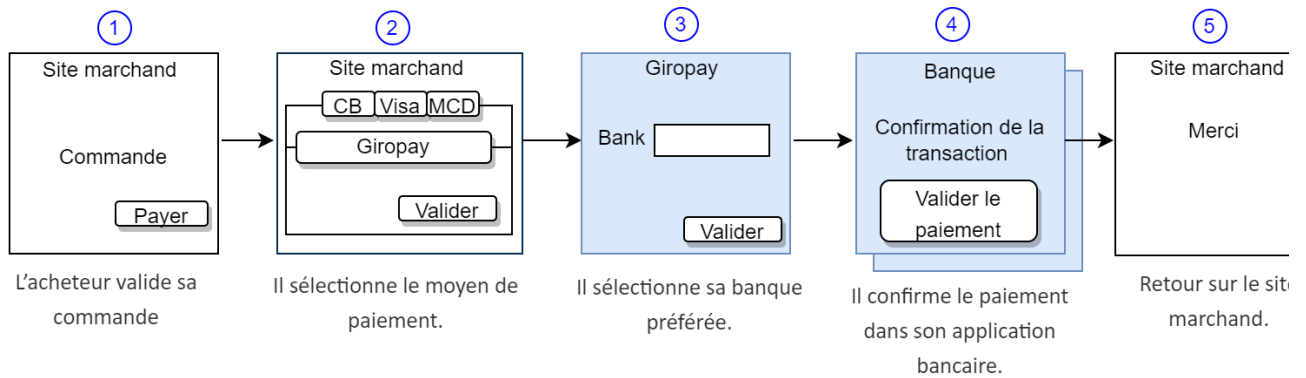 1
2
3
4
5
Site marchand
Commande
Payer
Site marchand
CB Visa MCD
Giropay
Valider
Giropay
Bank
Valider
Banque
Confirmation de la
transaction
Valider le
paiement
Site marchand
Merci
L'acheteur valide sa
commande
Il sélectionne le moyen de
paiement.
Il sélectionne sa banque
préférée.
Il confirme le paiement
dans son application
bancaire.
Retour sur le site
marchand.